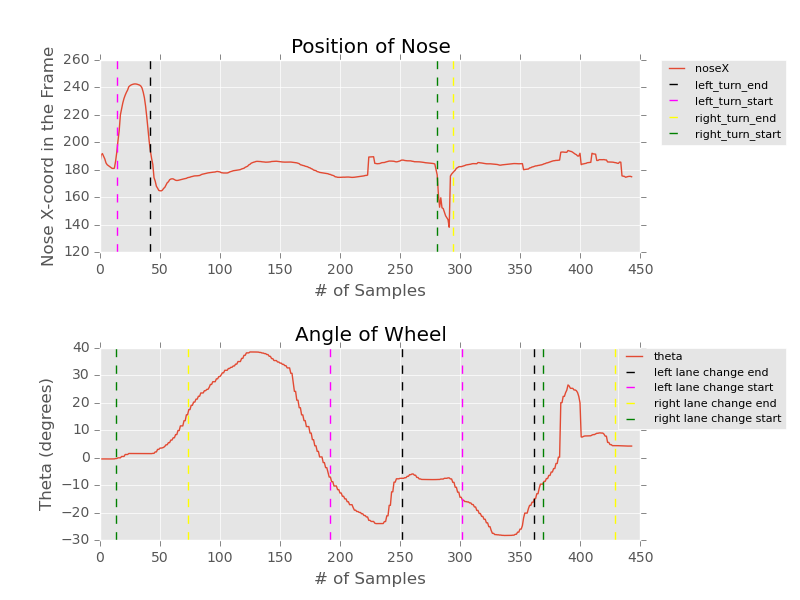 Position of Nose
Nose X-coord in the Frame
260
240
220
200
180
160
140
120
0 50 100 150 200 250 300 350 400 450
# of Samples
noseX
left_turn_end
left_turn_start
right_turn_end
right_turn_start
Angle of Wheel
Theta (degrees)
40
30
20
10
0
−10
−20
−30
0 50 100 150 200 250 300 350 400 450
# of Samples
theta
left lane change end
left lane change start
right lane change end
right lane change start